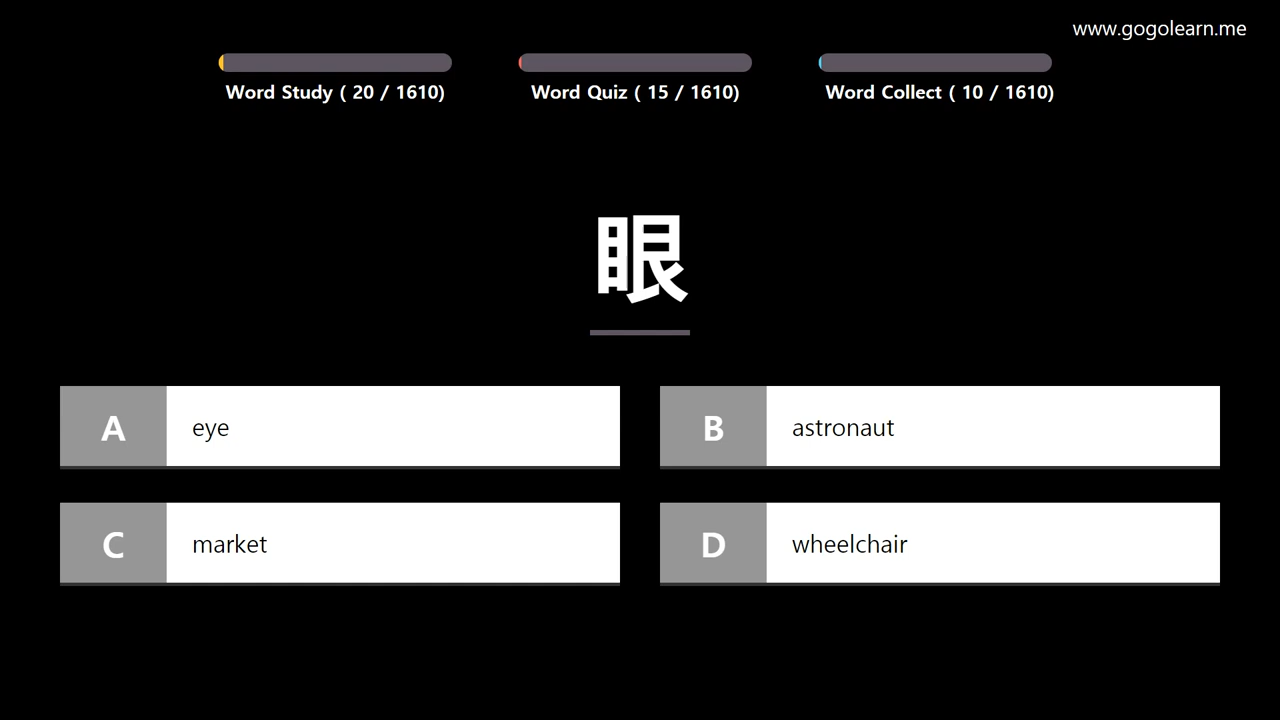 www.gogolearn.me
Word Study ( 20 / 1610)
Word Quiz ( 15 / 1610)
Word Collect ( 10 / 1610)
眼
A eye
B astronaut
C market
D wheelchair